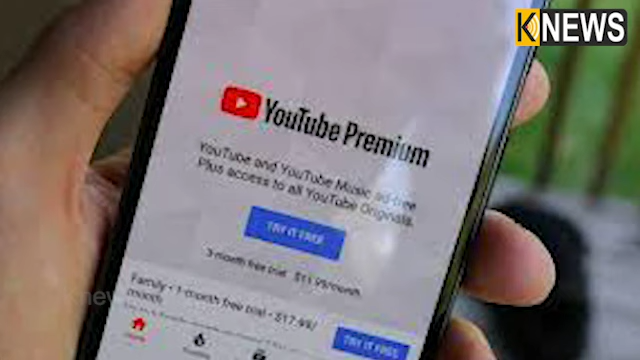 KNEWS
YouTube Premium
YouTube and YouTube Music ad-free
Plus access to all YouTube Originals.
TRY IT FREE
3-month free trial · $11.99/month
Family • 1-month free trial • $17.99/
month
TRY IT FREE
Home